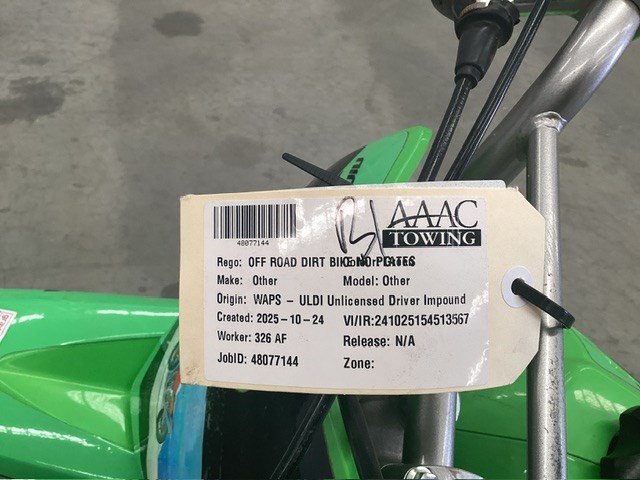 AAAC
TOWING
48077144
Rego: OFF ROAD DIRT BIKE NO PLATES
Make: Other Model: Other
Origin: WAPS - ULDI Unlicensed Driver Impound
Created: 2025-10-24 VI/IR:241025154513567
Worker: 326 AF Release: N/A
JobID: 48077144 Zone: